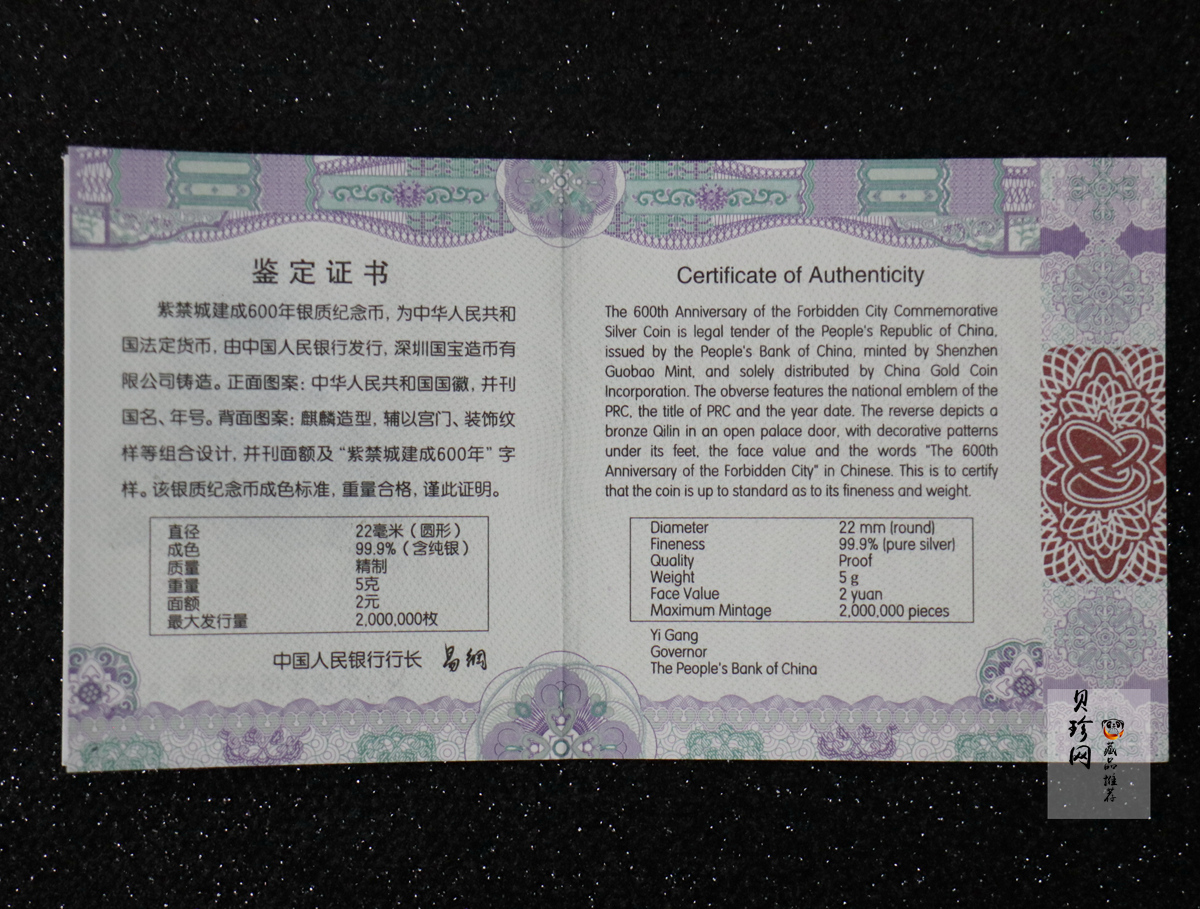 鉴定证书
紫禁城建成600年银质纪念币，为中华人民共和
国法定货币，由中国人民银行发行，深圳国宝造币有
限公司铸造。正面图案：中华人民共和国国徽，并刊
国名、年号。背面图案：麒麟造型，辅以宫门、装饰纹
样等组合设计，并刊面额及“紫禁城建成600年”字
样。该银质纪念币成色标准，重量合格，谨此证明。
直径 22毫米（圆形）
成色 99.9%（含纯银）
质量 精制
重量 5克
面额 2元
最大发行量 2,000,000枚
中国人民银行行长 易纲
Certificate of Authenticity
The 600th Anniversary of the Forbidden City Commemorative
Silver Coin is legal tender of the People's Republic of China,
issued by the People's Bank of China, minted by Shenzhen
Guobao Mint, and solely distributed by China Gold Coin
Incorporation. The obverse features the national emblem of the
PRC, the title of PRC and the year date. The reverse depicts a
bronze Qilin in an open palace door, with decorative patterns
under its feet, the face value and the words "The 600th
Anniversary of the Forbidden City" in Chinese. This is to certify
that the coin is up to standard as to its fineness and weight.
Diameter 22 mm (round)
Fineness 99.9% (pure silver)
Quality Proof
Weight 5 g
Face Value 2 yuan
Maximum Mintage 2,000,000 pieces
Yi Gang
Governor
The People's Bank of China
贝珍网
藏品推荐